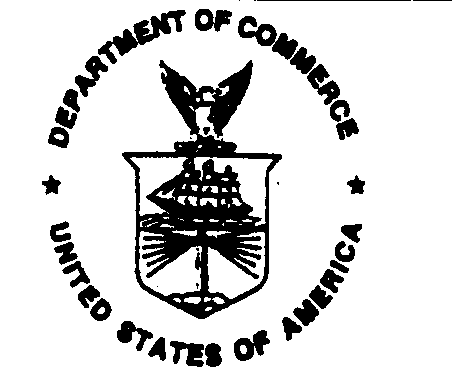 DEPARTMENT OF COMMERCE
UNITED STATES OF AMERICA